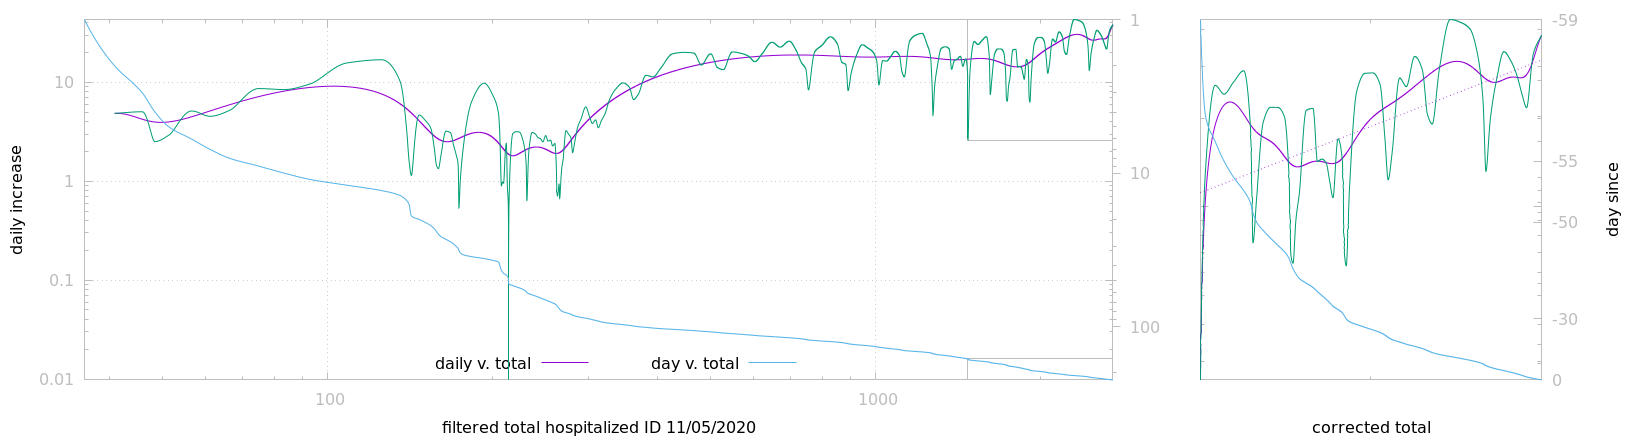 daily increase
10
1
0.1
0.01
100
1000
1
10
100
daily v. total
day v. total
filtered total hospitalized ID 11/05/2020
-59
-55
-50
-30
0
day since
corrected total